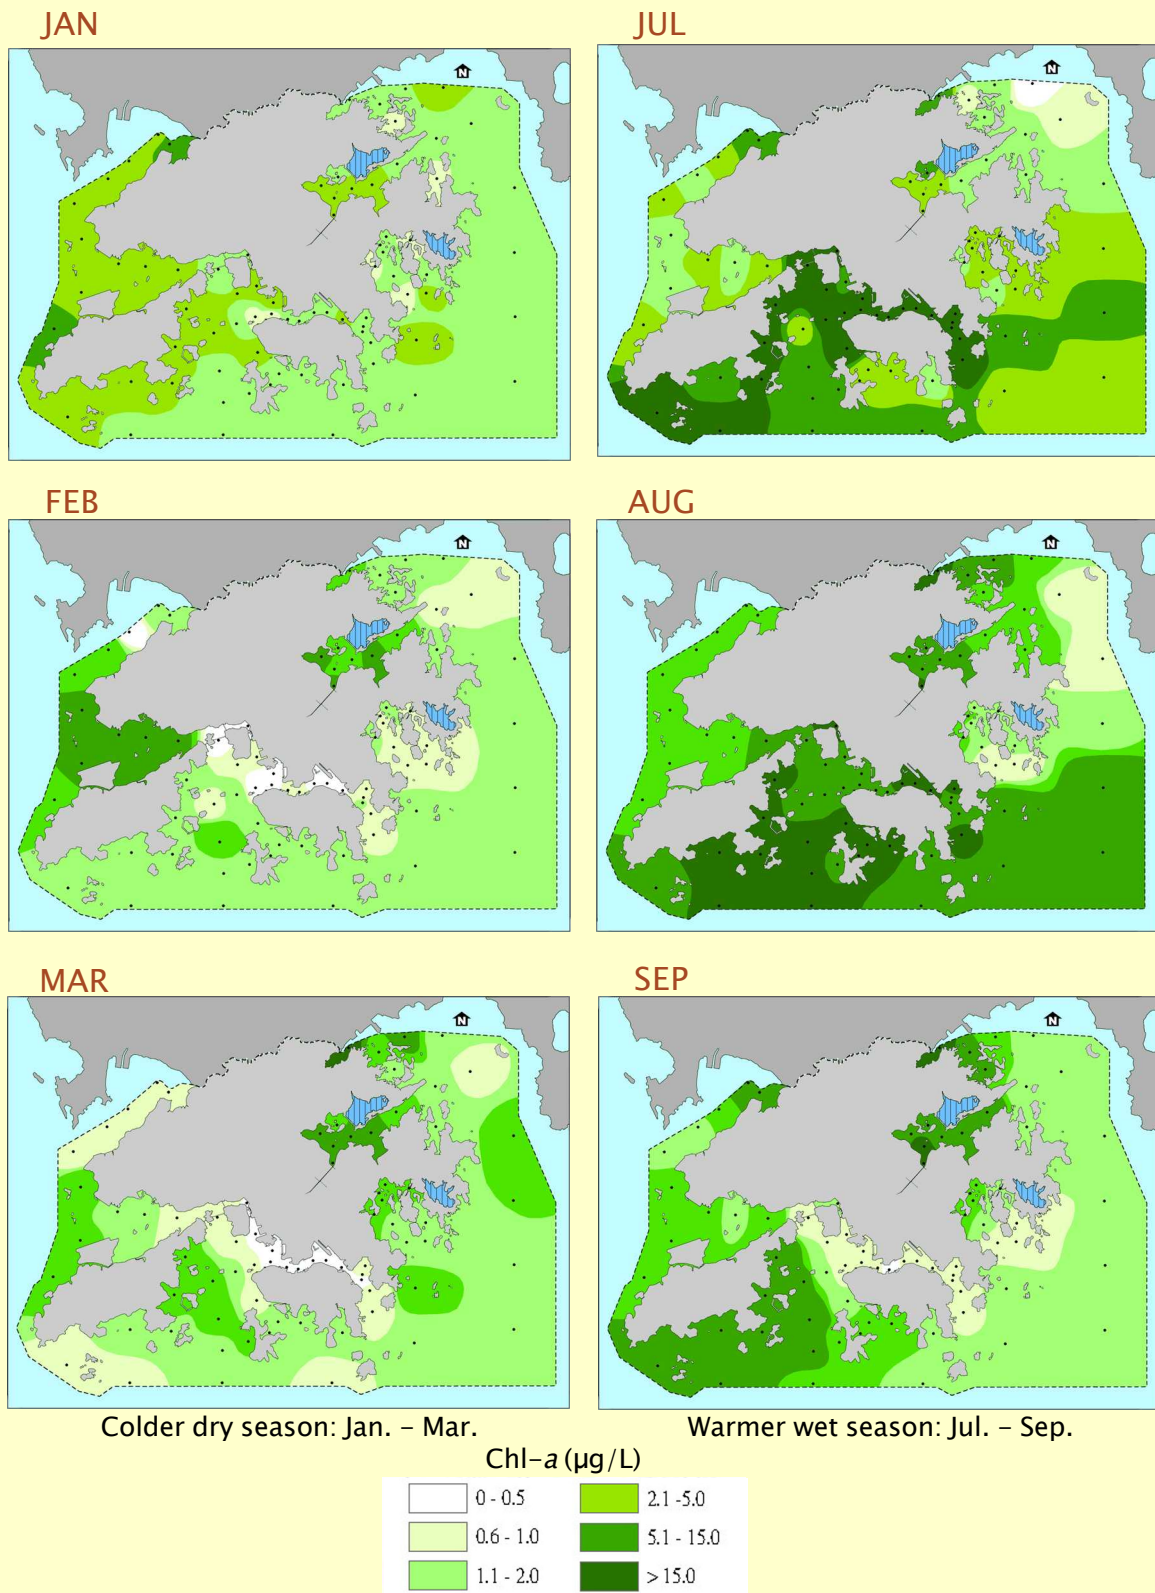 JAN
JUL
N
N
FEB
AUG
N
N
MAR
SEP
N
N
Colder dry season: Jan. – Mar.
Warmer wet season: Jul. – Sep.
Chl-a (µg/L)
0 - 0.5
2.1 -5.0
0.6 - 1.0
5.1 - 15.0
1.1 - 2.0
> 15.0